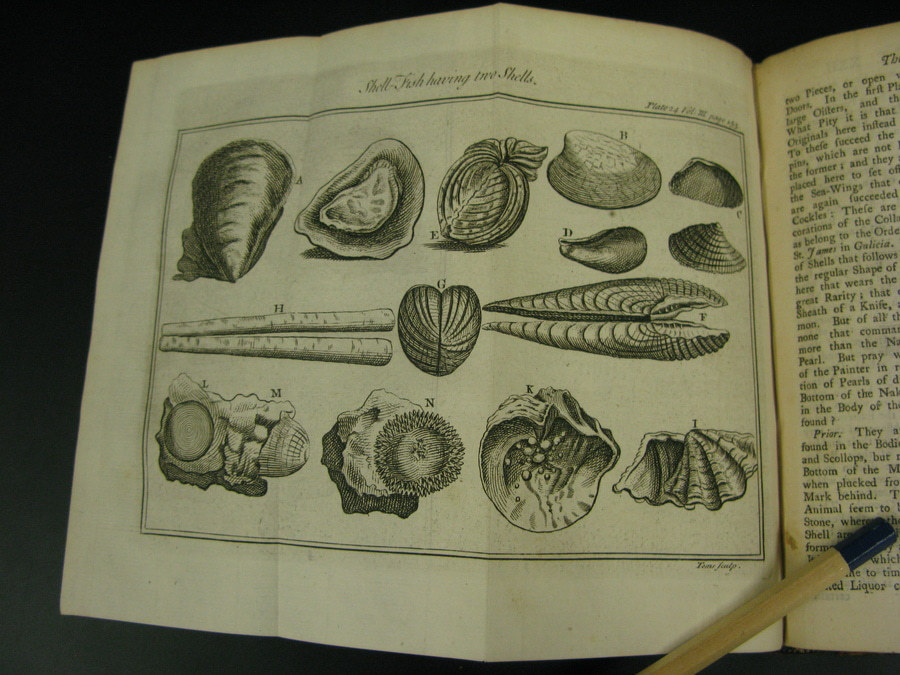 Shell-Fish having two Shells.
Plate 24 Vol. III page
A
B
C
D
E
F
G
H
I
K
L
M
N
Toms sculp.
The
two Pieces, or open
Doors. In the firſt
large Oiſters, and th
What Pity it is that
Originals here inſtead
To theſe ſucceed the
pins, which are not
the former; and they
placed here to ſet off
the Sea-Wings that
are again ſucceeded
Cockles: Theſe are
corations of the Colla
as belong to the Orde
St. James in Galicia.
of Shells that follows
the regular Shape of
here that wears the
great Rarity; that
Sheath of a Knife,
mon. But of all th
none that comman
more than the Na
Pearl. But pray w
of the Painter in r
tion of Pearls of d
Bottom of the Nak
in the Body of the
found?
Prior. They a
found in the Bodie
and Scollops, but
Bottom of the M
when plucked fro
Mark behind. T
Animal ſeem to
Stone, where the
Shell
form
which
to tim
Liquor c